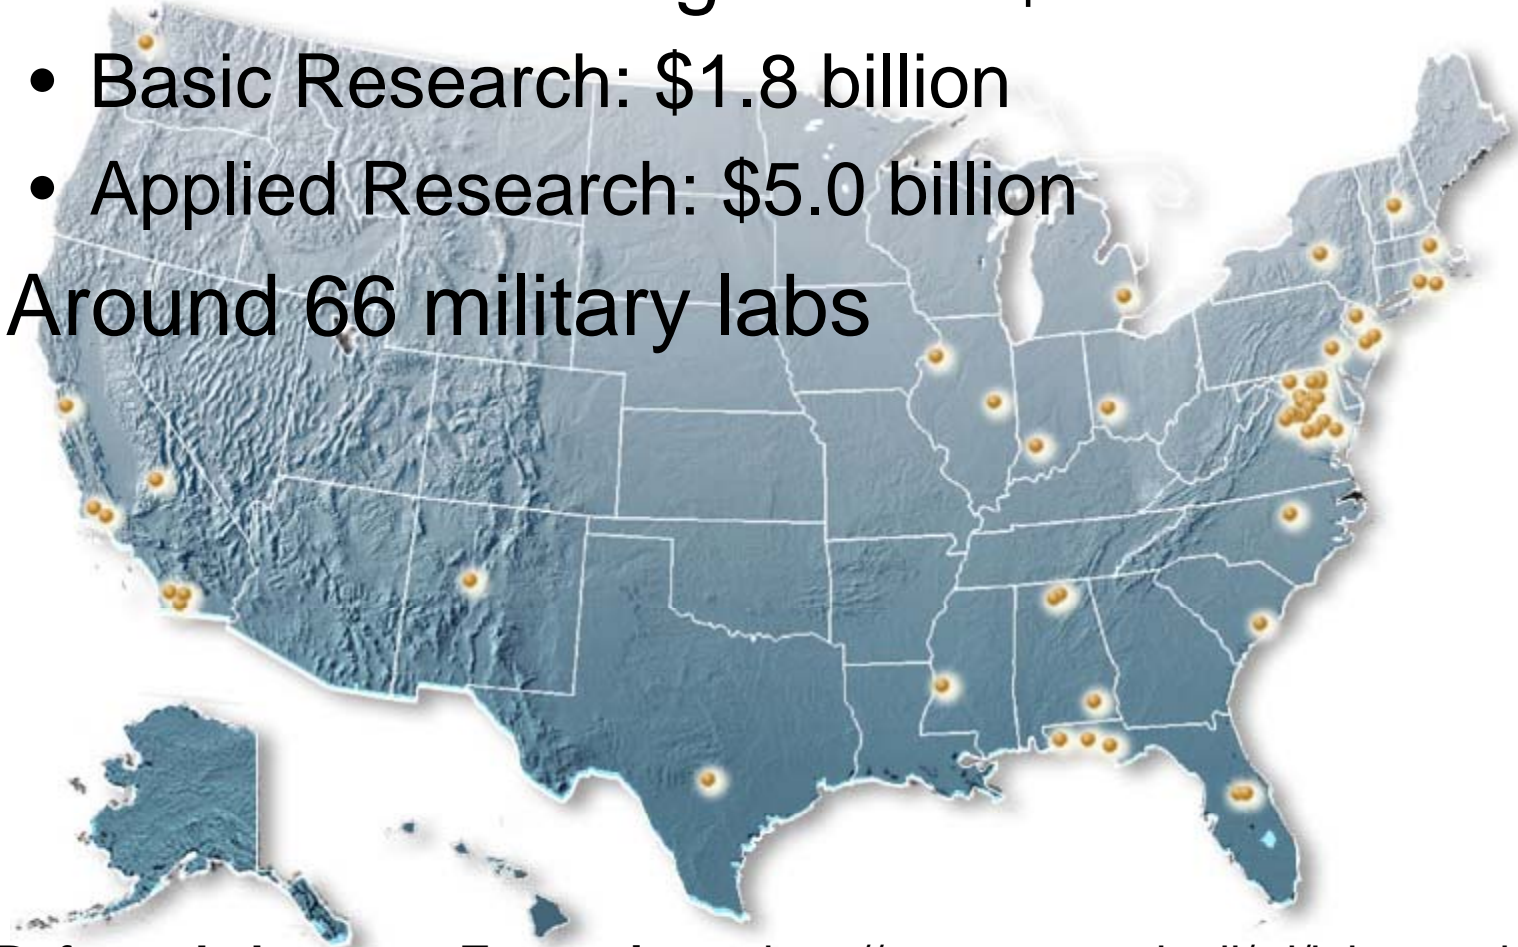 • Basic Research: $1.8 billion
• Applied Research: $5.0 billion
Around 66 military labs